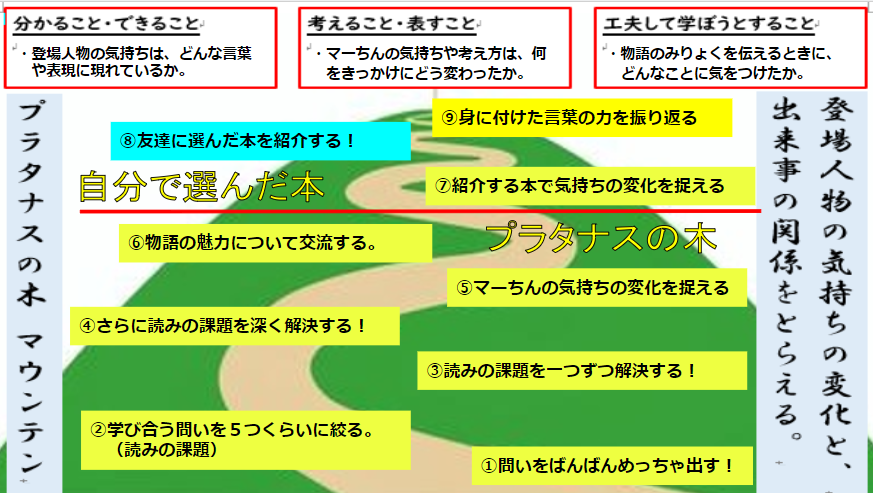 分かること・できること
・登場人物の気持ちは、どんな言葉
や表現に現れているか。
考えること・表すこと
・マーちんの気持ちや考え方は、何
をきっかけにどう変わったか。
工夫して学ぼうとすること
・物語のみりょくを伝えるときに、
どんなことに気をつけたか。
登場人物の気持ちの変化と、
出来事の関係をとらえる。
プラタナスの木 マウンテン
⑨身に付けた言葉の力を振り返る
⑧友達に選んだ本を紹介する！
自分で選んだ本
⑦紹介する本で気持ちの変化を捉える
⑥物語の魅力について交流する。
プラタナスの木
⑤マーちんの気持ちの変化を捉える
④さらに読みの課題を深く解決する！
③読みの課題を一つずつ解決する！
②学び合う問いを５つくらいに絞る。
（読みの課題）
①問いをばんばんめっちゃ出す！